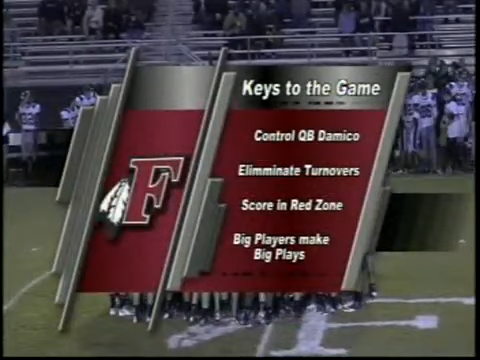 Keys to the Game
Control QB Damico
Elimminate Turnovers
Score in Red Zone
Big Players make
Big Plays
F